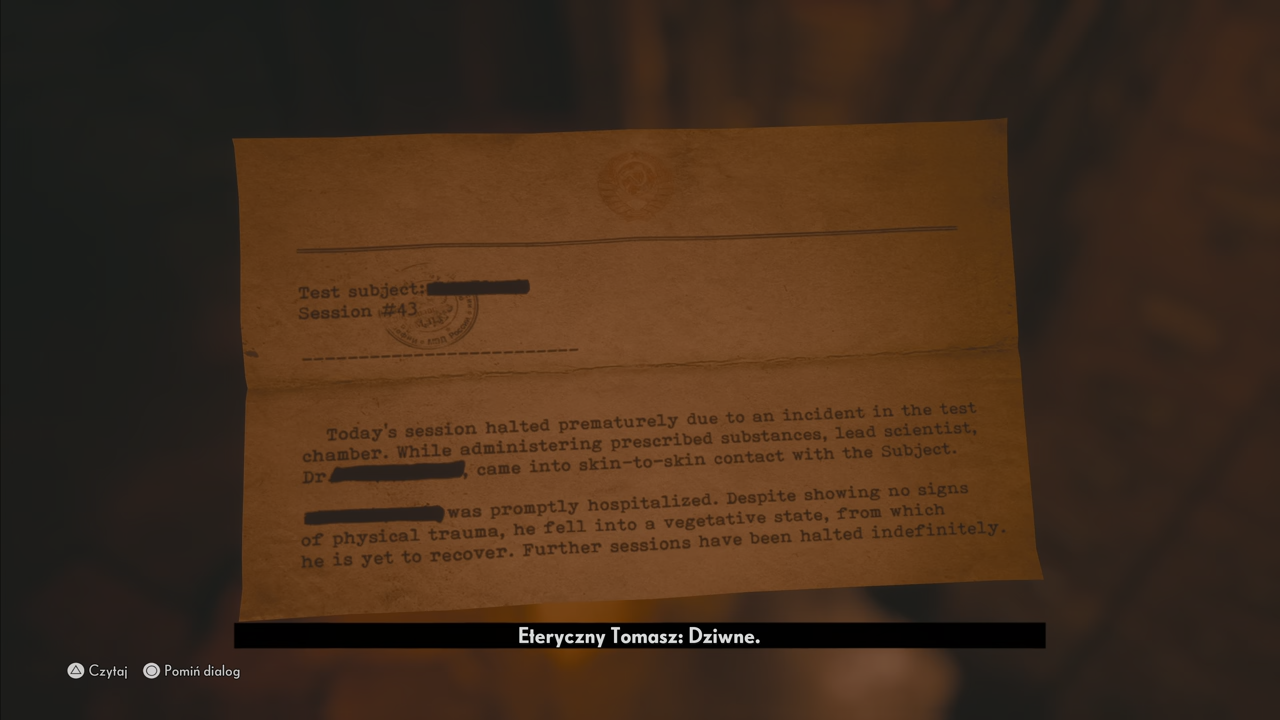 Test subject:
Session #43
Today's session halted prematurely due to an incident in the test
chamber. While administering prescribed substances, lead scientist,
Dr , came into skin-to-skin contact with the Subject.
was promptly hospitalized. Despite showing no signs
of physical trauma, he fell into a vegetative state, from which
he is yet to recover. Further sessions have been halted indefinitely.
Eteryczny Tomasz: Dziwne.
Czytaj Pomiń dialog